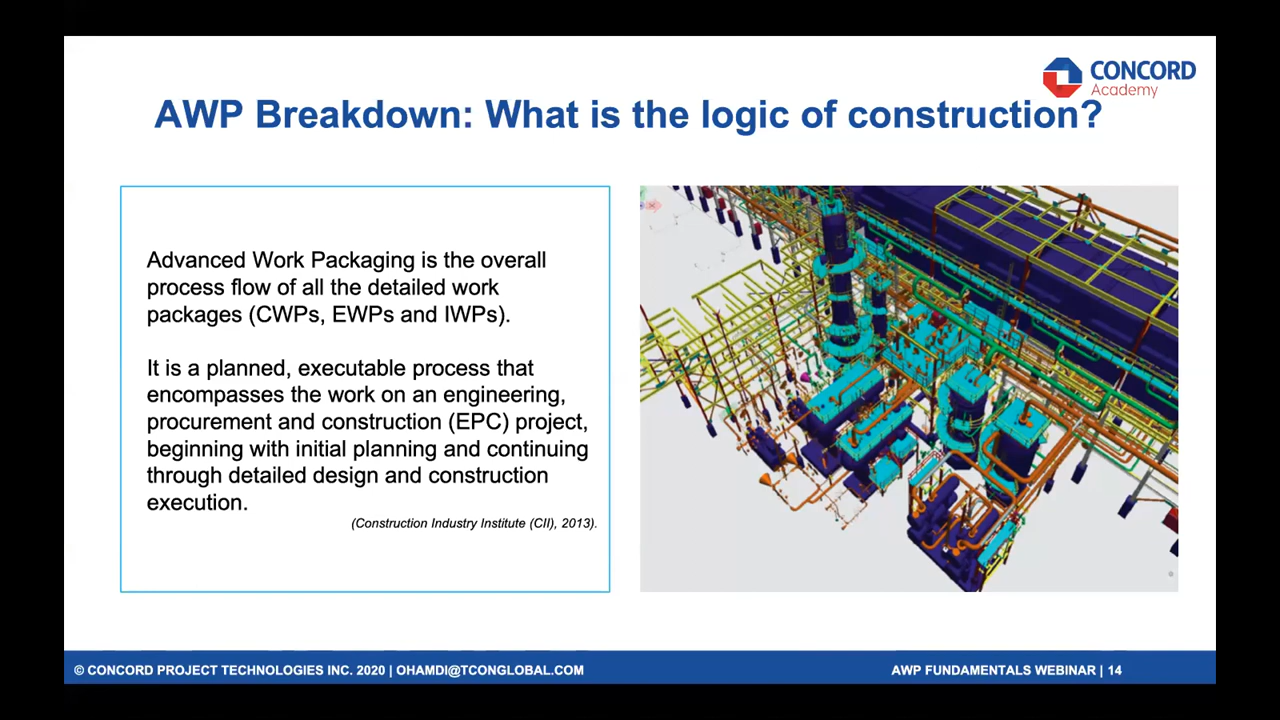 CONCORD
Academy
AWP Breakdown: What is the logic of construction?
Advanced Work Packaging is the overall
process flow of all the detailed work
packages (CWPs, EWPs and IWPs).
It is a planned, executable process that
encompasses the work on an engineering,
procurement and construction (EPC) project,
beginning with initial planning and continuing
through detailed design and construction
execution.
(Construction Industry Institute (CII), 2013).
© CONCORD PROJECT TECHNOLOGIES INC. 2020 | OHAMDI@TCONGLOBAL.COM
AWP FUNDAMENTALS WEBINAR | 14